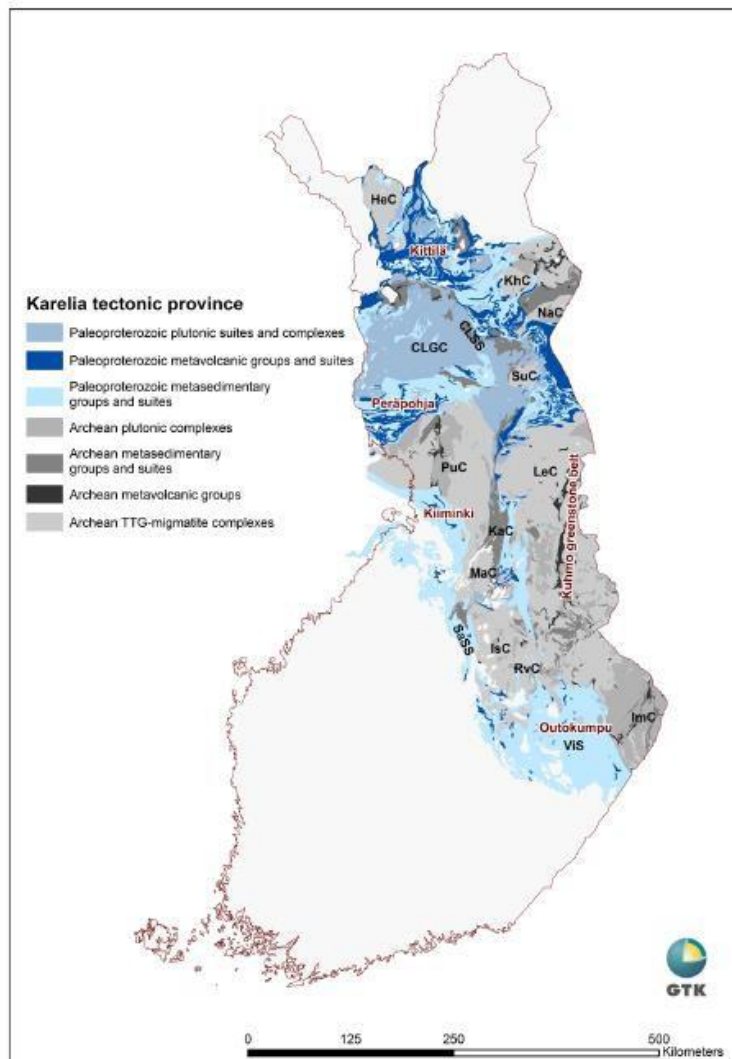 HeC
Kittilä
KhC
NaC
Karelia tectonic province
Paleoproterozoic plutonic suites and complexes
Paleoproterozoic metavolcanic groups and suites
Paleoproterozoic metasedimentary
groups and suites
Archean plutonic complexes
Archean metasedimentary
groups and suites
Archean metavolcanic groups
Archean TTG-migmatite complexes
CLSS
CLGC
SuC
Peräpohja
PuC
LeC
Kiiminki
KaC
Kuhmo greenstone belt
MaC
SaSS
IsC
RvC
ImC
Outokumpu
ViS
GTK
0 125 250 500
Kilometers